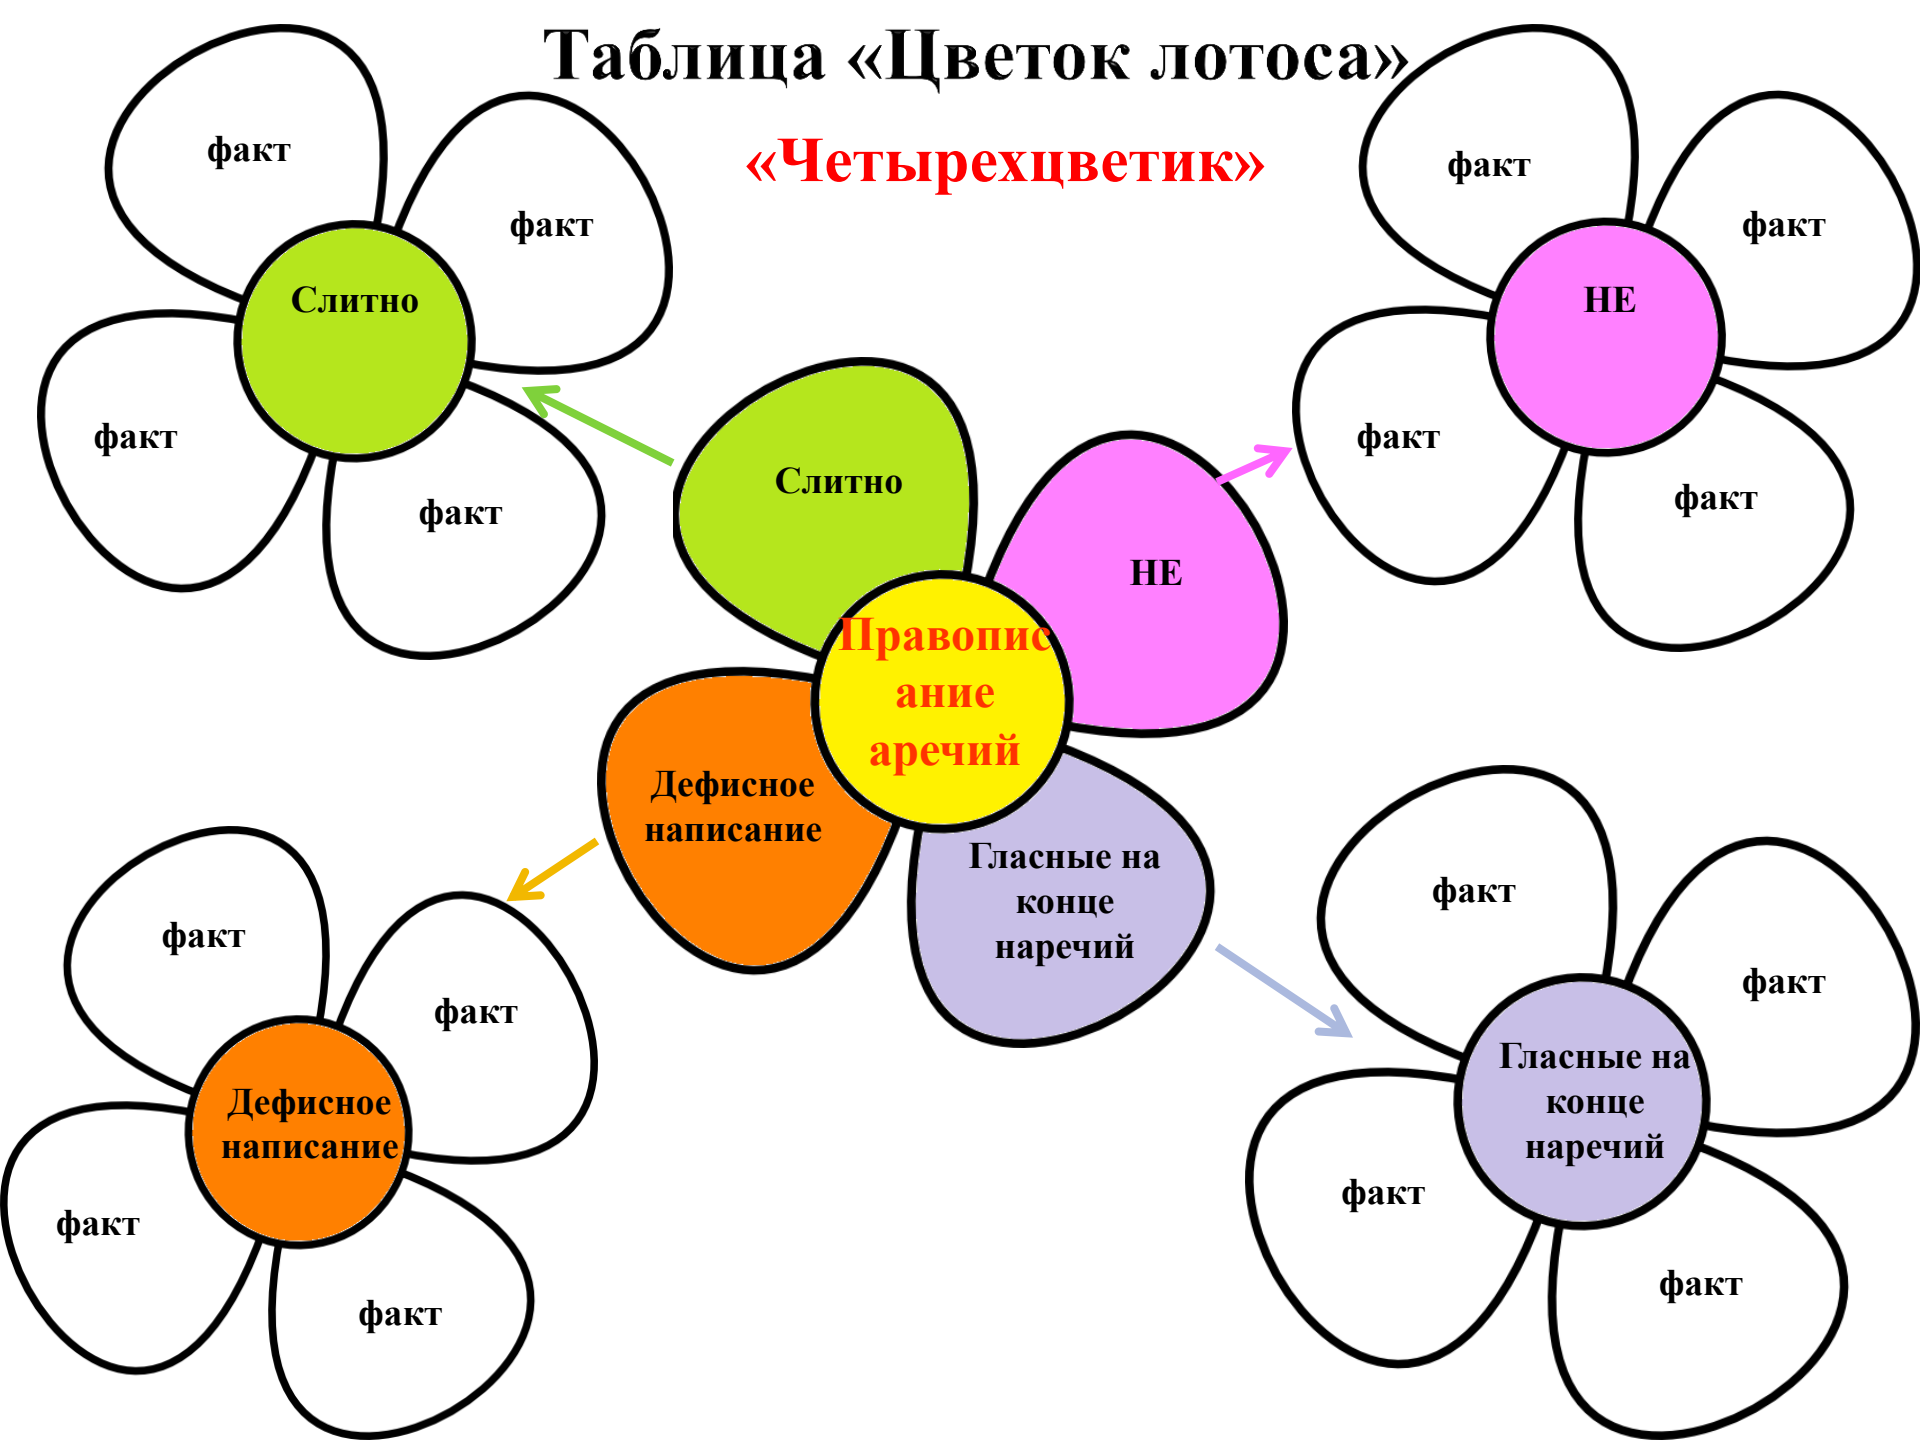 Таблица «Цветок лотоса»
«Четырехцветик»
факт
факт
Слитно
факт
факт
факт
факт
НЕ
факт
факт
Слитно
НЕ
Правопис
ание
аречий
Дефисное
написание
Гласные на
конце
наречий
факт
факт
Дефисное
написание
факт
факт
факт
факт
Гласные на
конце
наречий
факт
факт